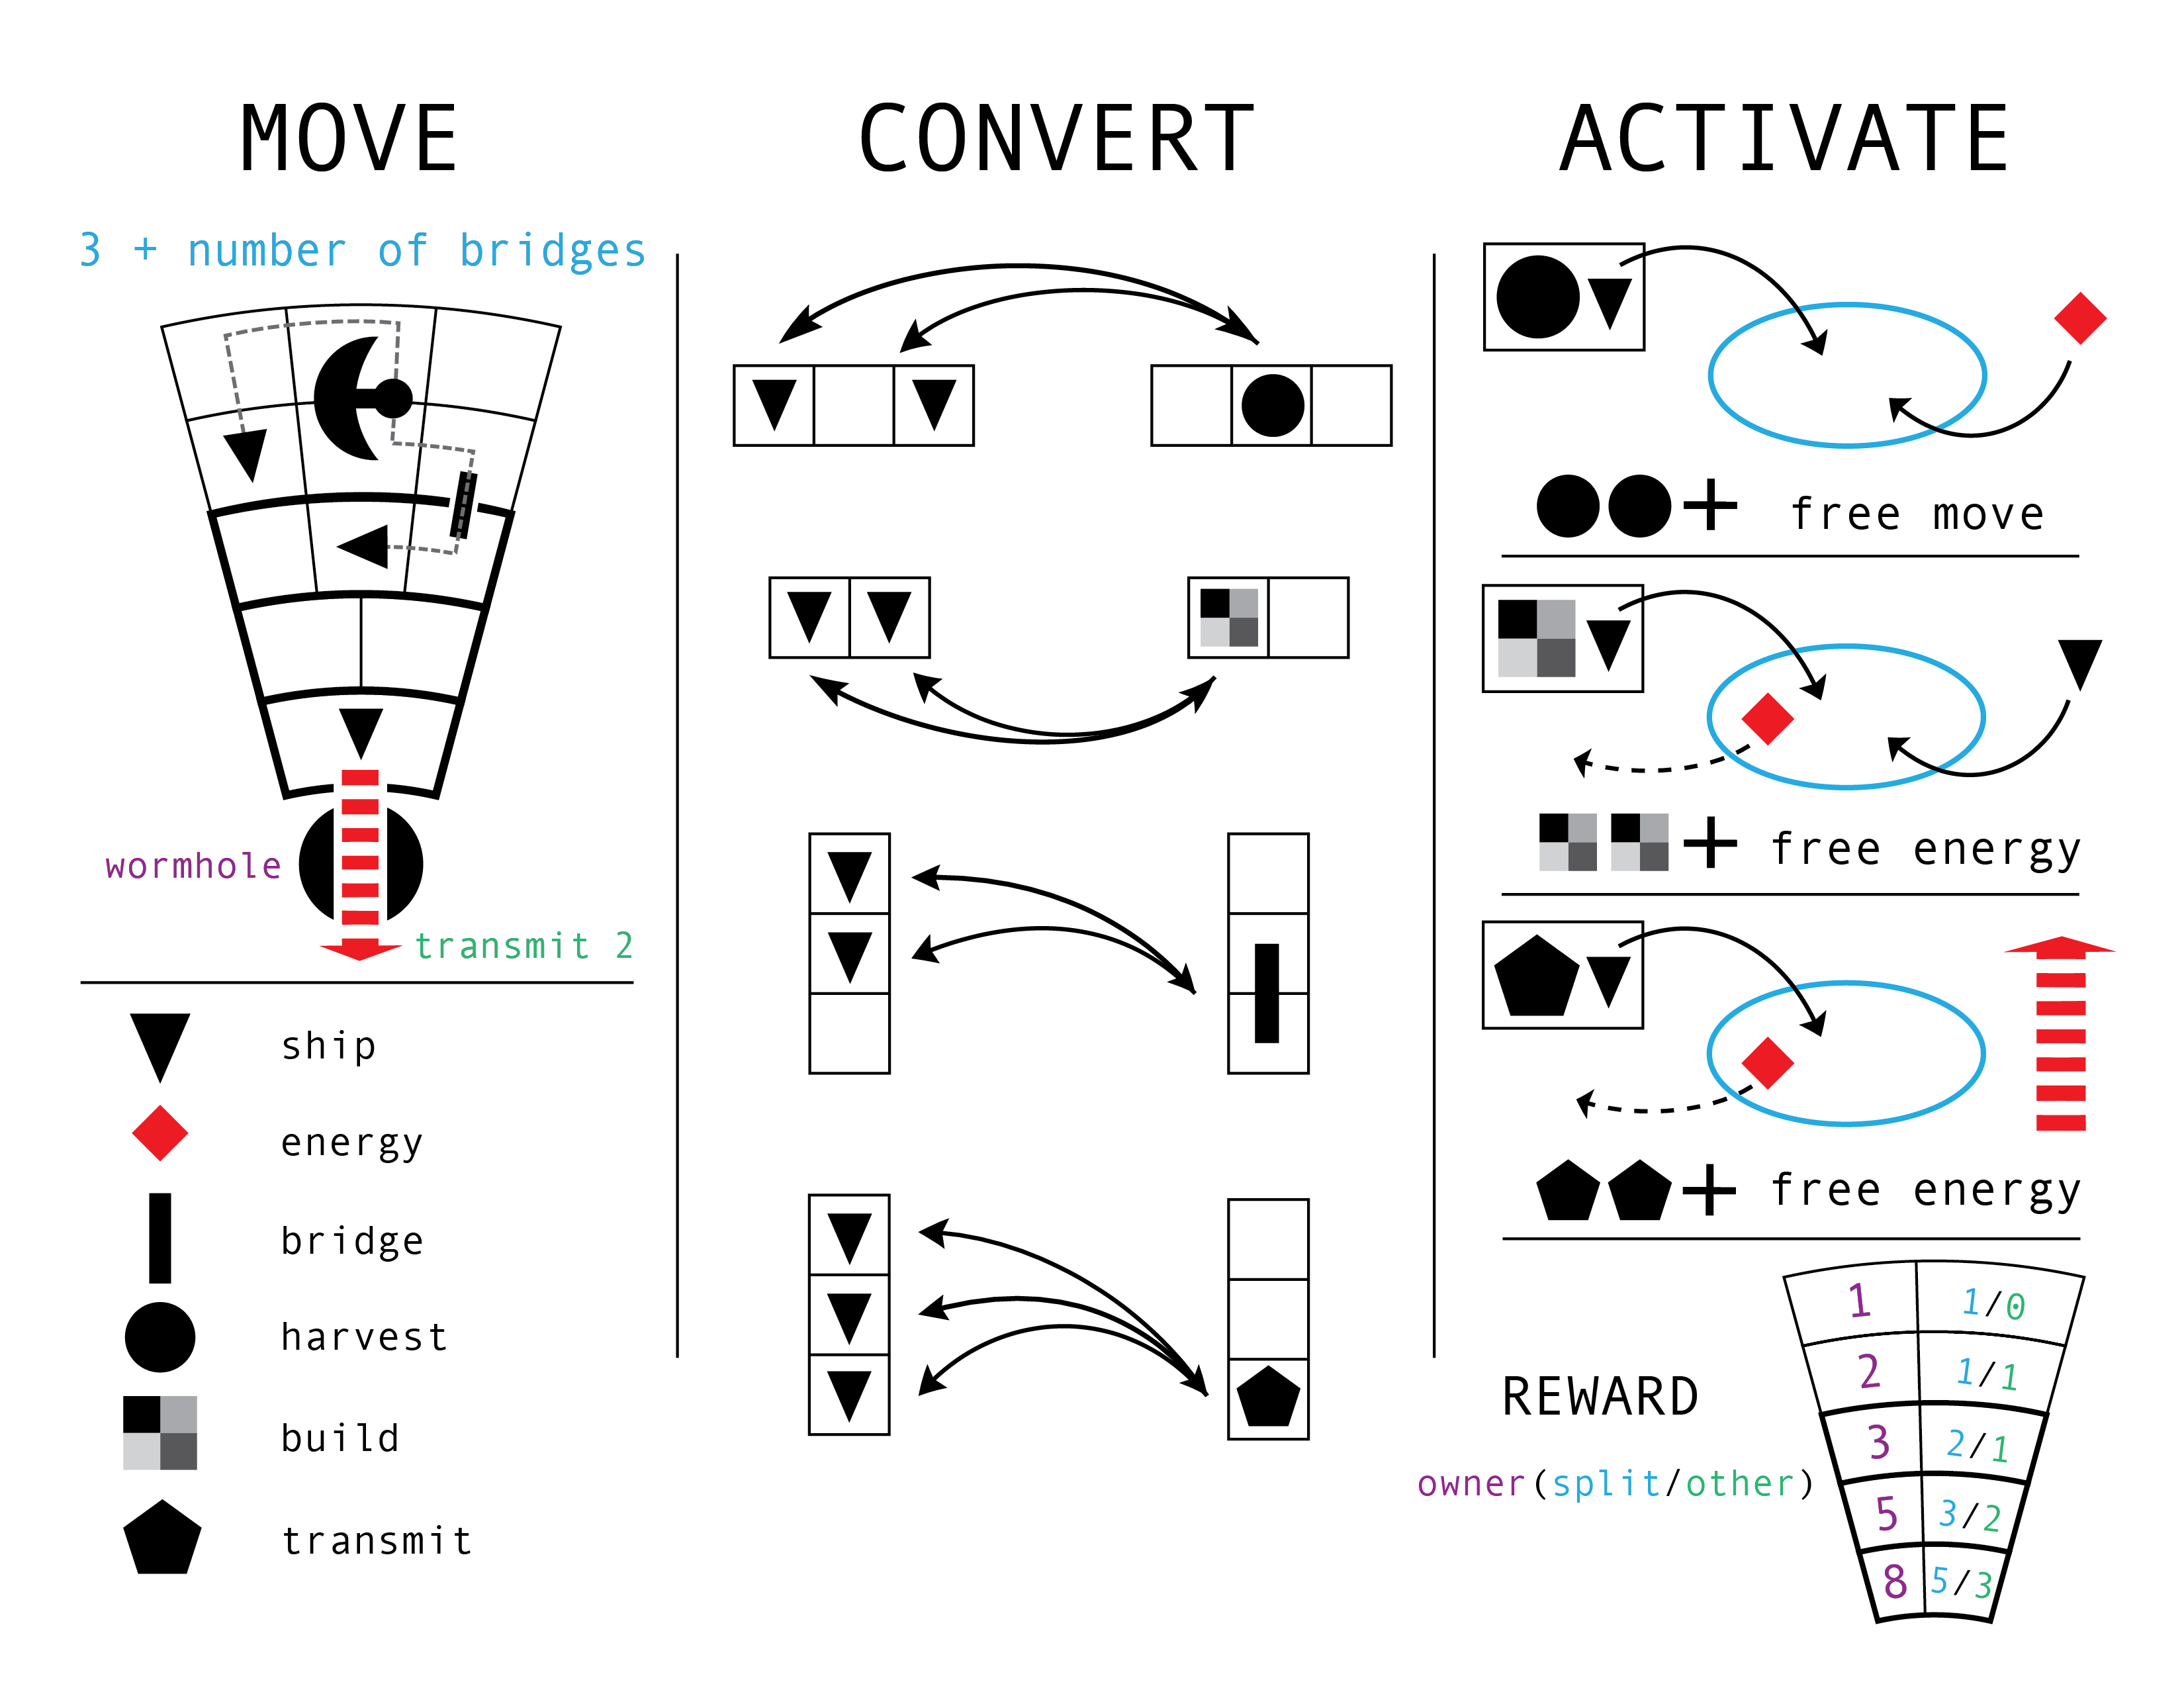 MOVE
3 + number of bridges
wormhole
transmit 2
ship
energy
bridge
harvest
build
transmit
CONVERT
ACTIVATE
+ free move
+ free energy
+ free energy
REWARD
owner(split/other)
1 1/0
2 1/1
3 2/1
5 3/2
8 5/3